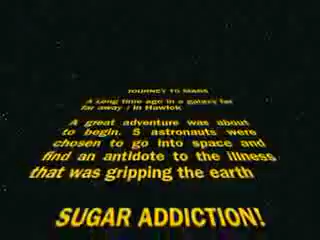 JOURNEY TO MARS
A Long time ago in a galaxy far
far away / in Hawick
A great adventure was about
to begin. 5 astronauts were
chosen to go into space and
find an antidote to the illness
that was gripping the earth
SUGAR ADDICTION!